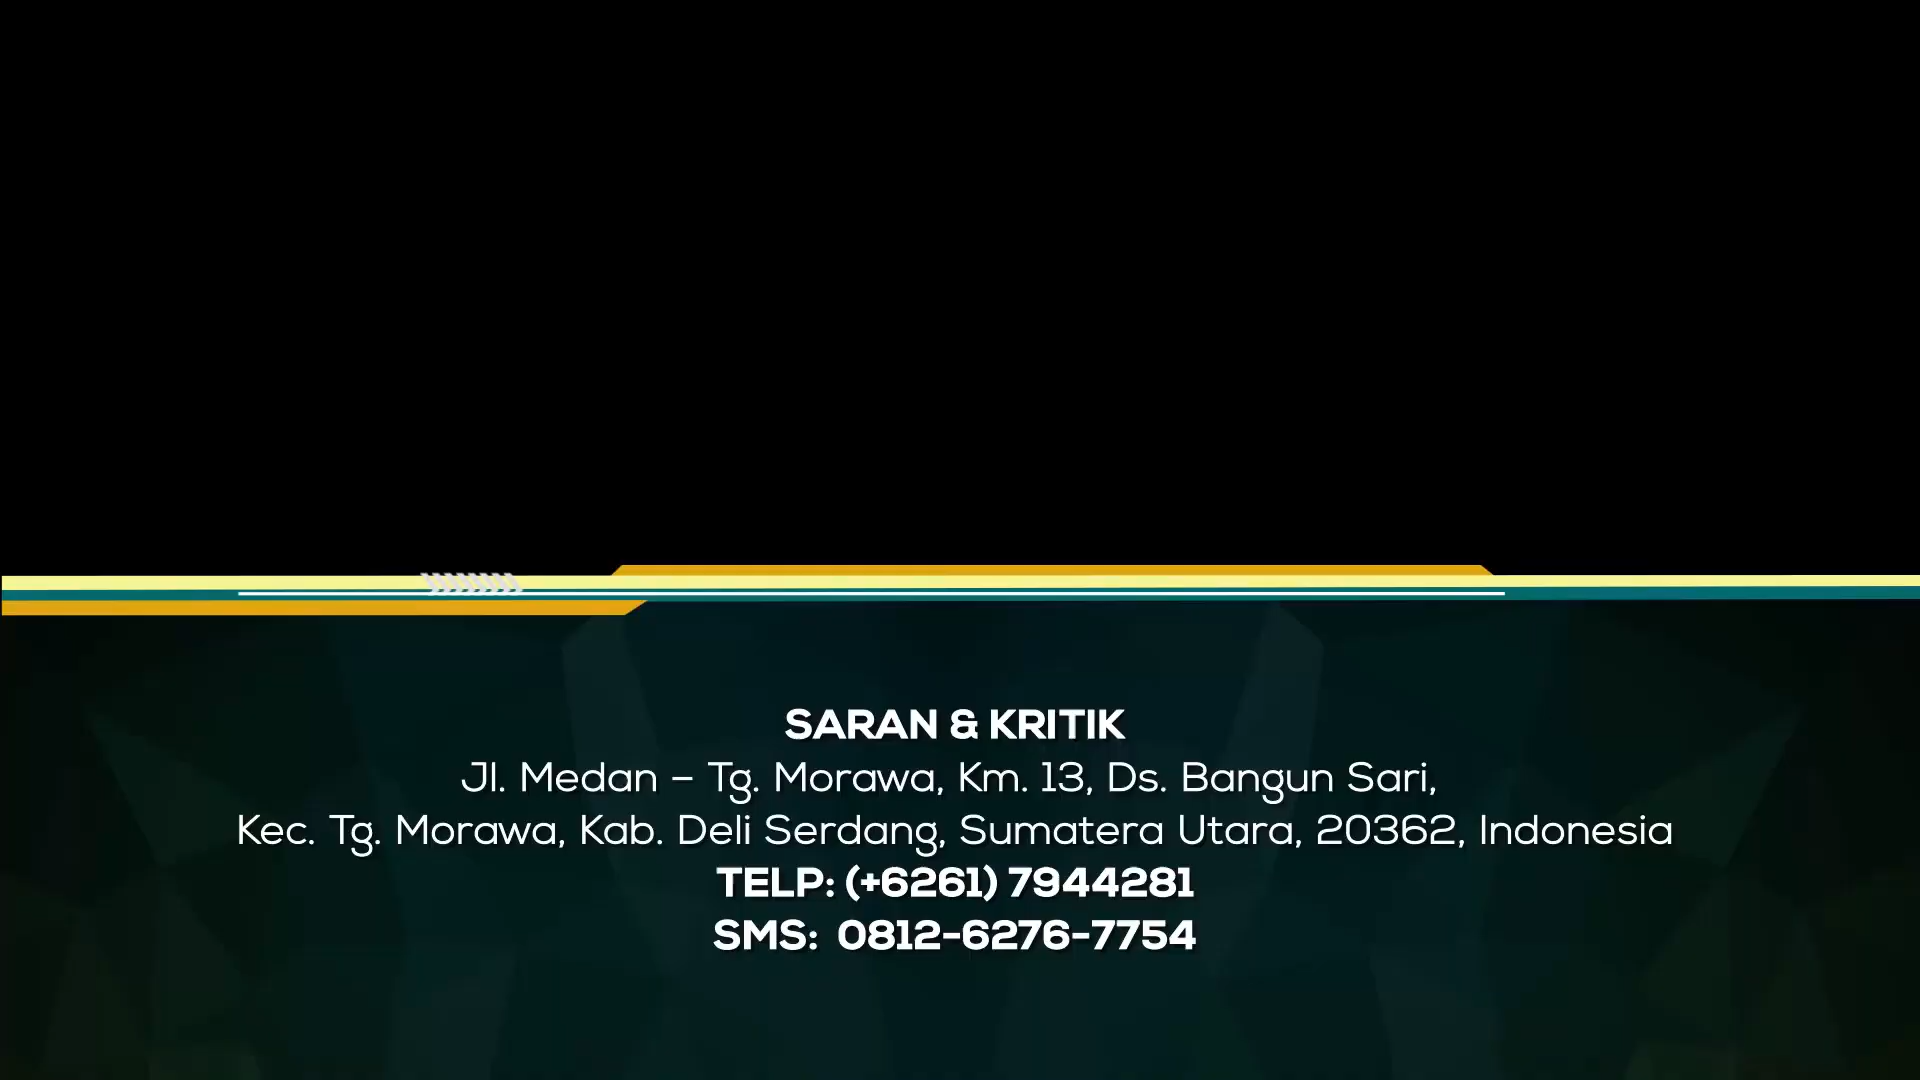 SARAN & KRITIK
Jl. Medan – Tg. Morawa, Km. 13, Ds. Bangun Sari,
Kec. Tg. Morawa, Kab. Deli Serdang, Sumatera Utara, 20362, Indonesia
TELP: (+6261) 7944281
SMS: 0812-6276-7754